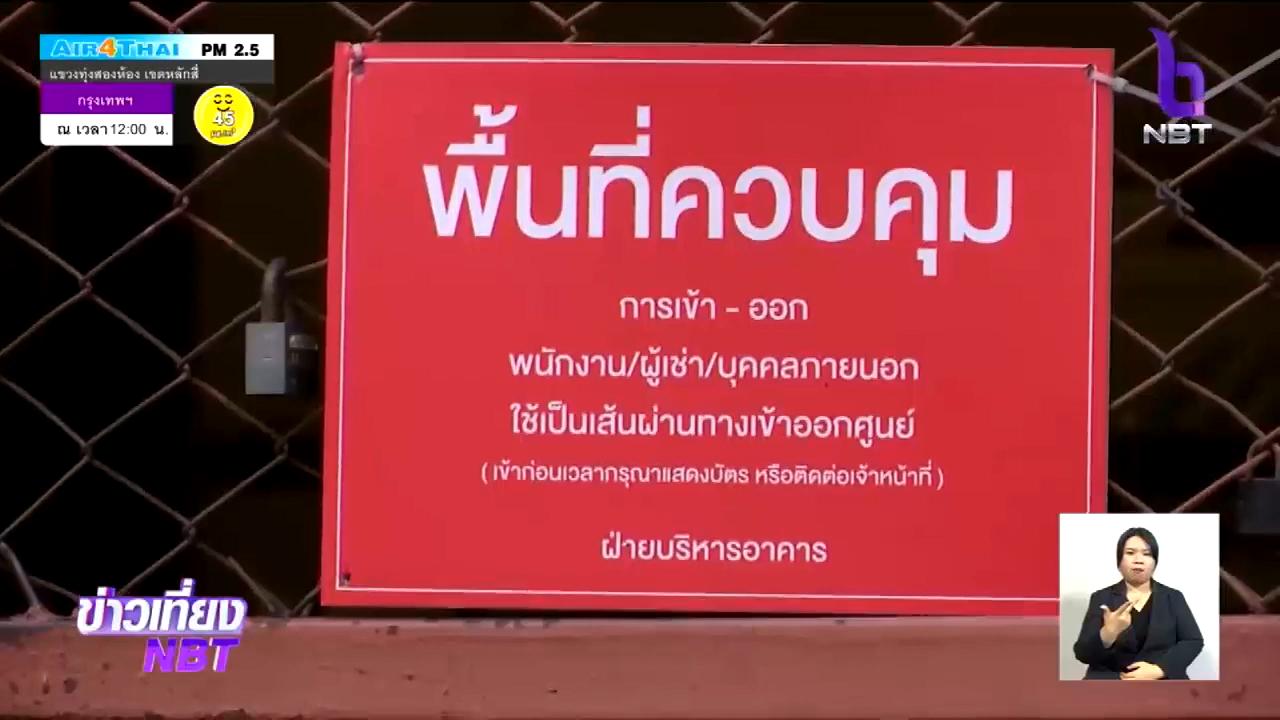 AIR4THAI PM 2.5
แขวงทุ่งสองห้อง เขตหลักสี่
กรุงเทพฯ
45
ณ เวลา 12:00 น.
NBT
พื้นที่ควบคุม
การเข้า - ออก
พนักงาน/ผู้เช่า/บุคคลภายนอก
ใช้เป็นเส้นผ่านทางเข้าออกศูนย์
( เข้าก่อนเวลากรุณาแสดงบัตร หรือติดต่อเจ้าหน้าที่ )
ฝ่ายบริหารอาคาร
ข่าวเที่ยง
NBT